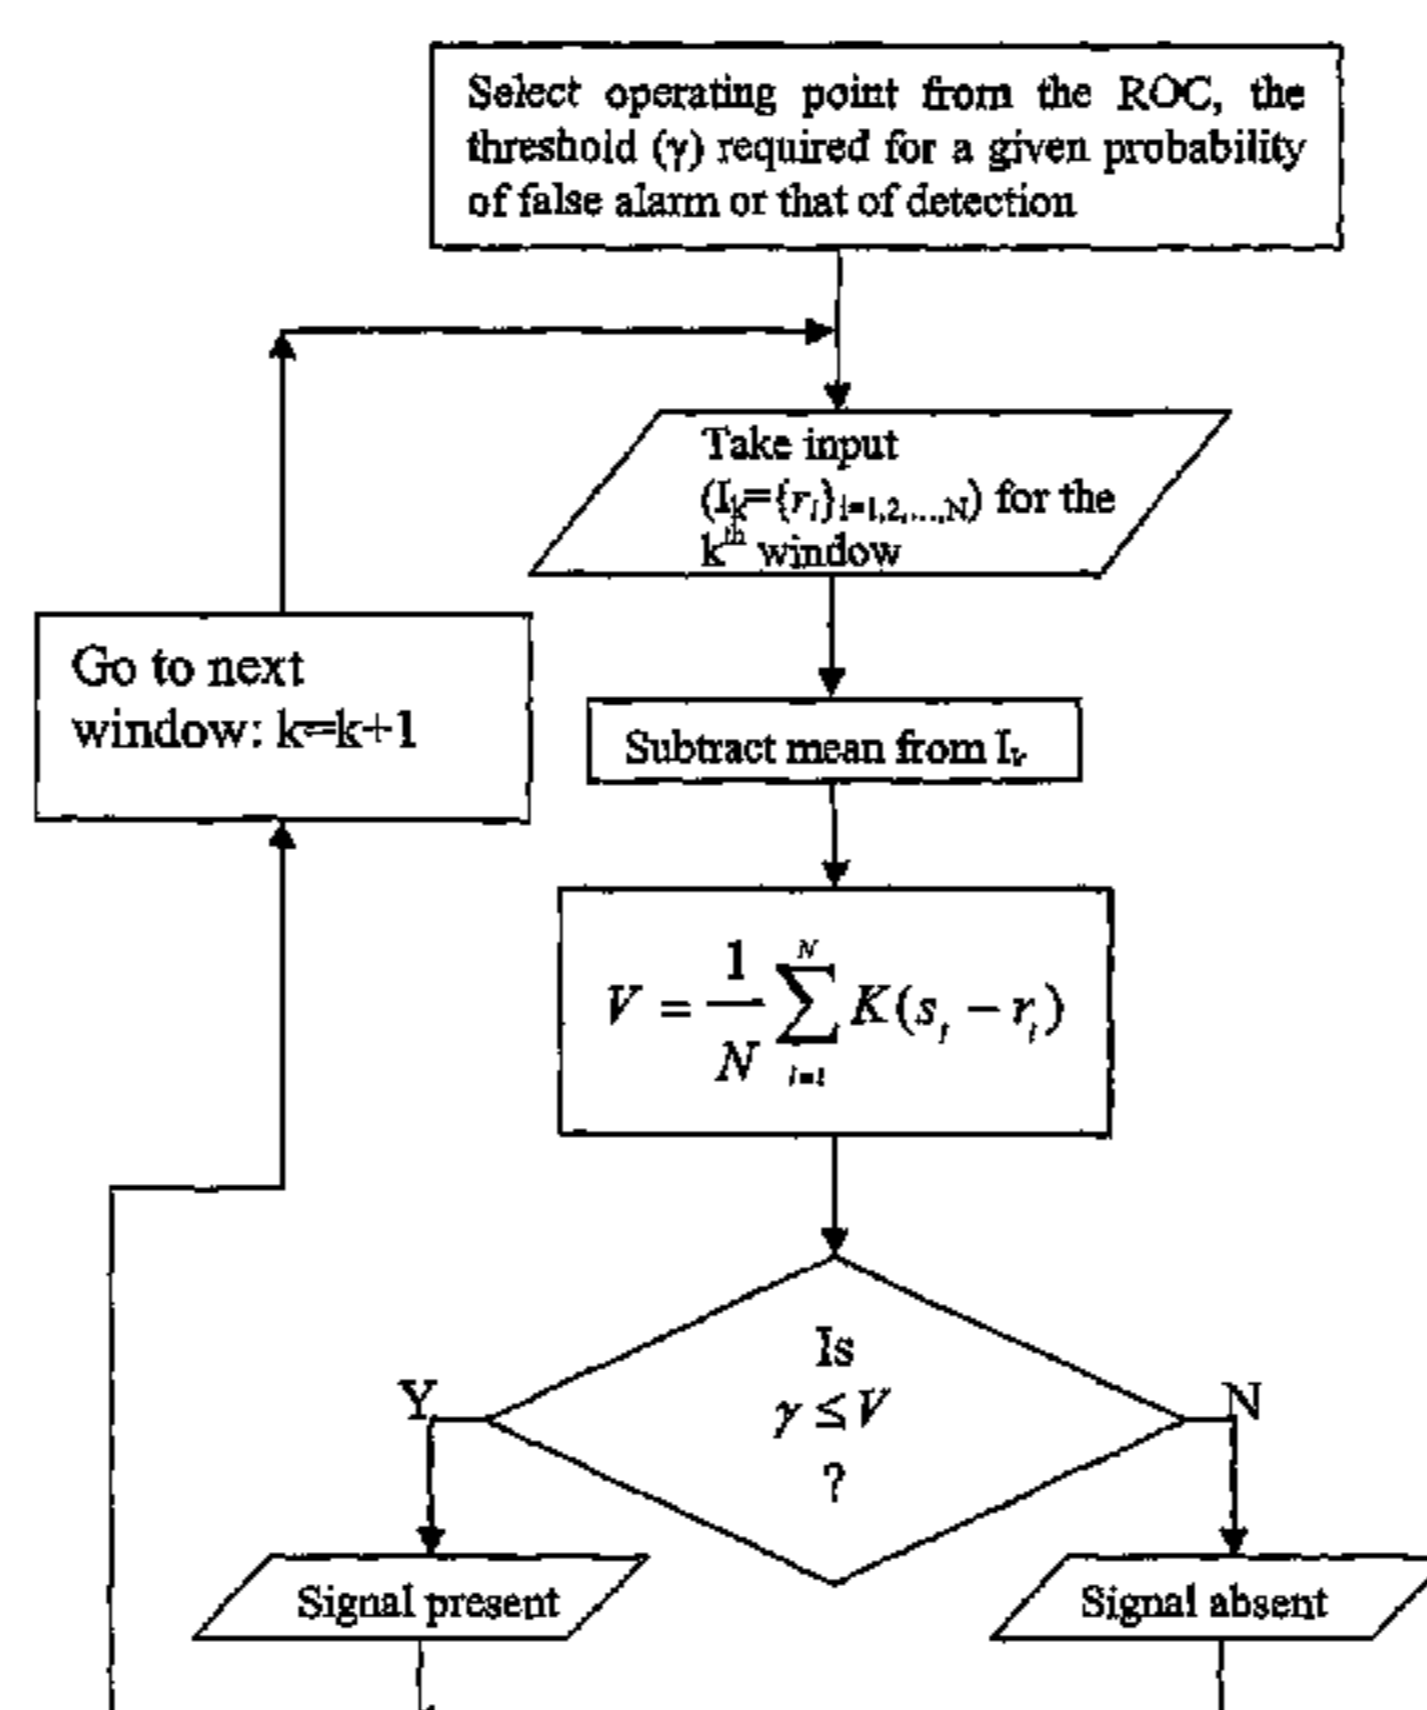 Select operating point from the ROC, the
threshold (γ) required for a given probability
of false alarm or that of detection
Take input
(I_k={r_i}_{i=1,2,...,N}) for the
k^{th} window
Go to next
window: k=k+1
Subtract mean from I_k
V = \frac{1}{N} \sum_{i=1}^{N} K(s_i - r_i)
Is
γ ≤ V
?
Y
N
Signal present
Signal absent